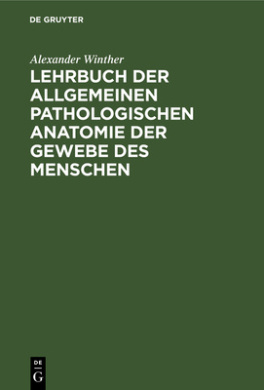 DE GRUYTER
Alexander Winther
LEHRBUCH DER
ALLGEMEINEN
PATHOLOGISCHEN
ANATOMIE DER
GEWEBE DES
MENSCHEN
DE
G